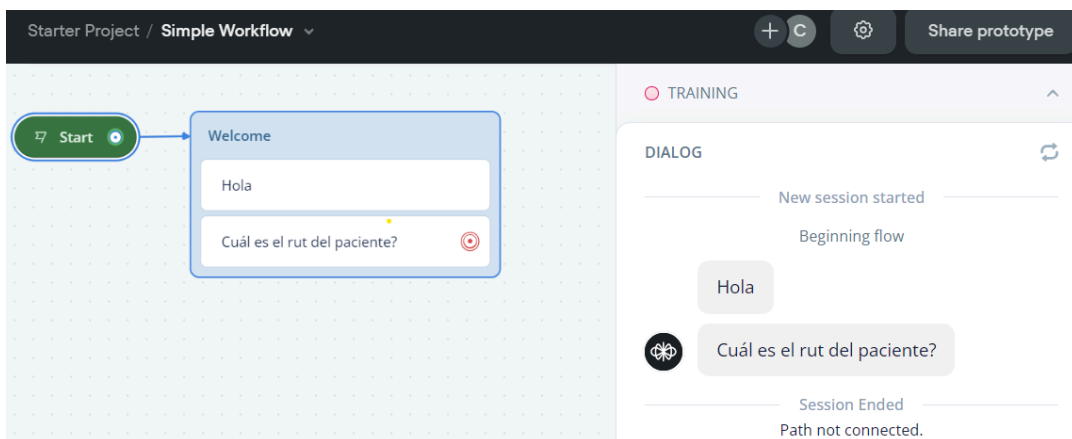 Starter Project / Simple Workflow
+ C
Share prototype
Start
Welcome
Hola
Cuál es el rut del paciente?
TRAINING
DIALOG
New session started
Beginning flow
Hola
Cuál es el rut del paciente?
Session Ended
Path not connected.